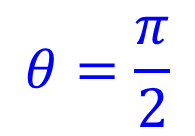 θ = π/2